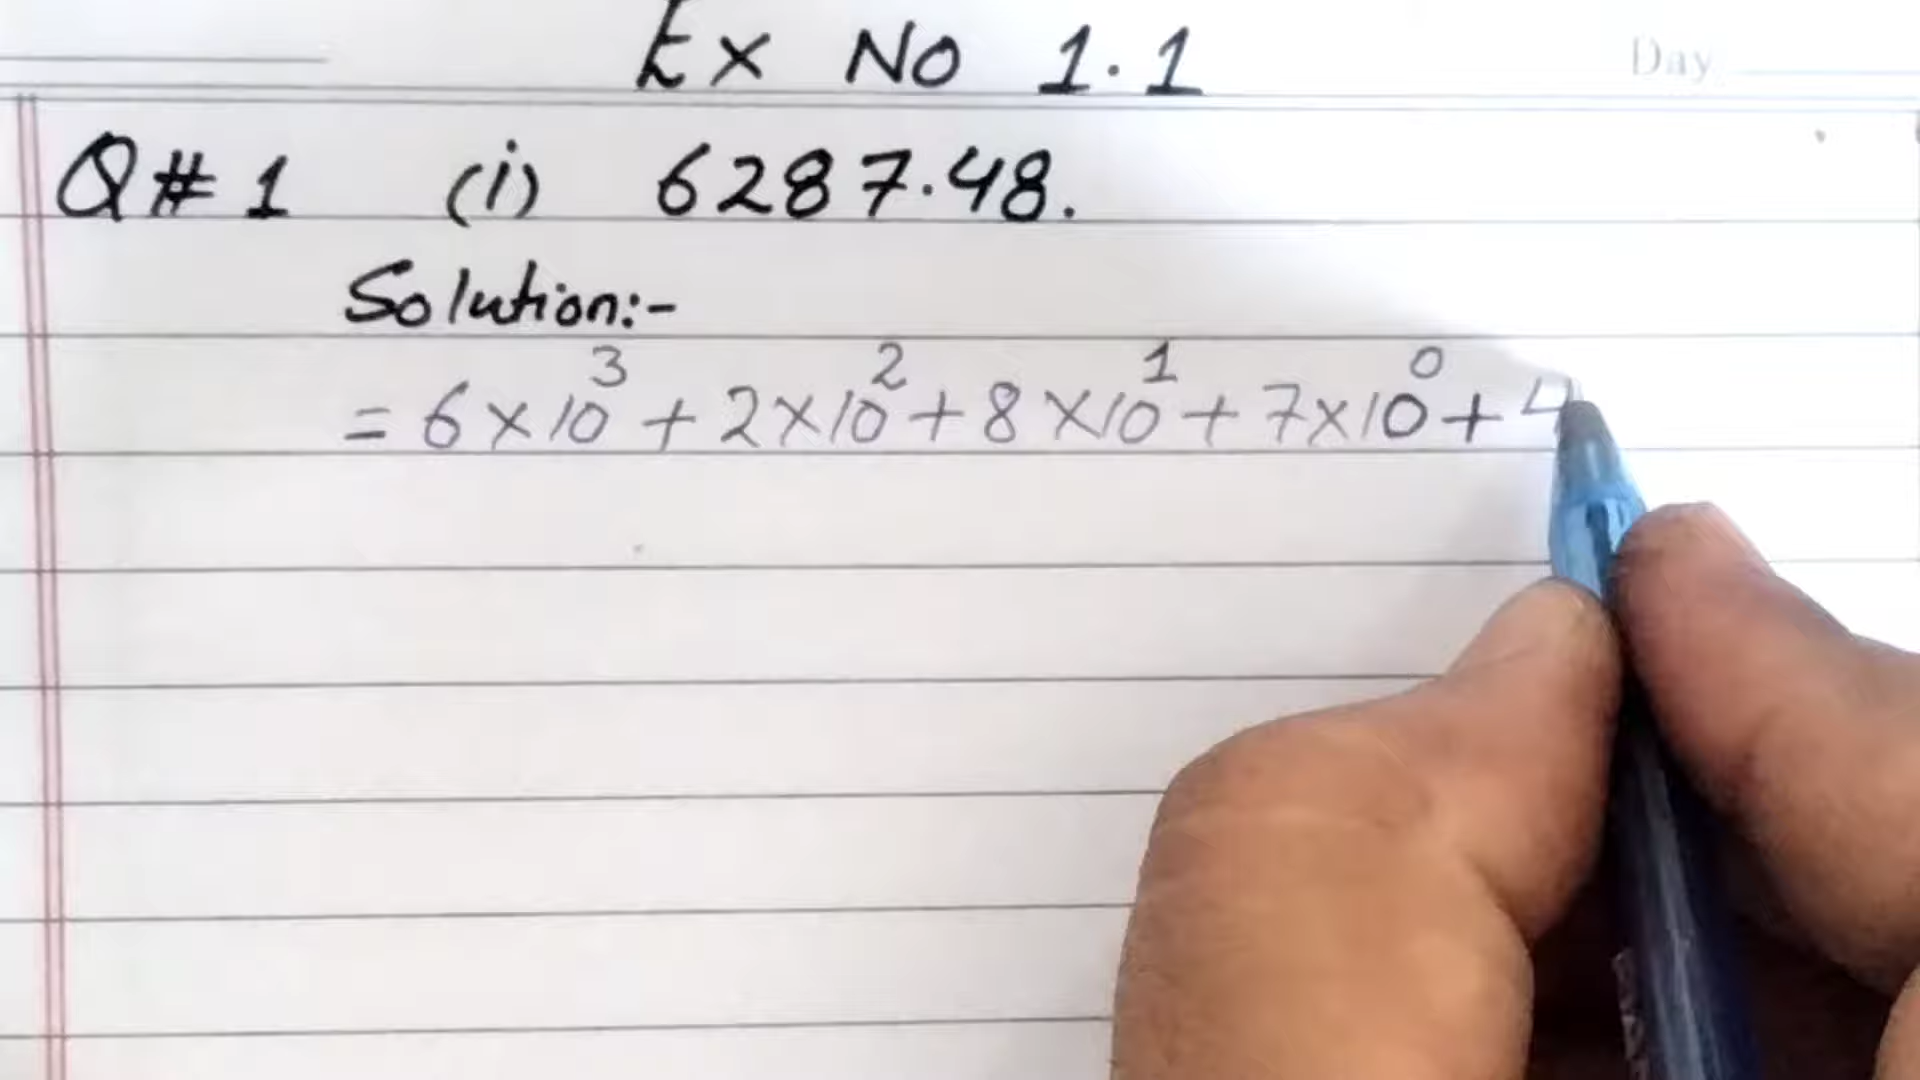 Ex No 1.1
Day
Q# 1 (i) 6287.48.
Solution:-
= 6×10³ + 2×10² + 8×10¹ + 7×10⁰ + 4